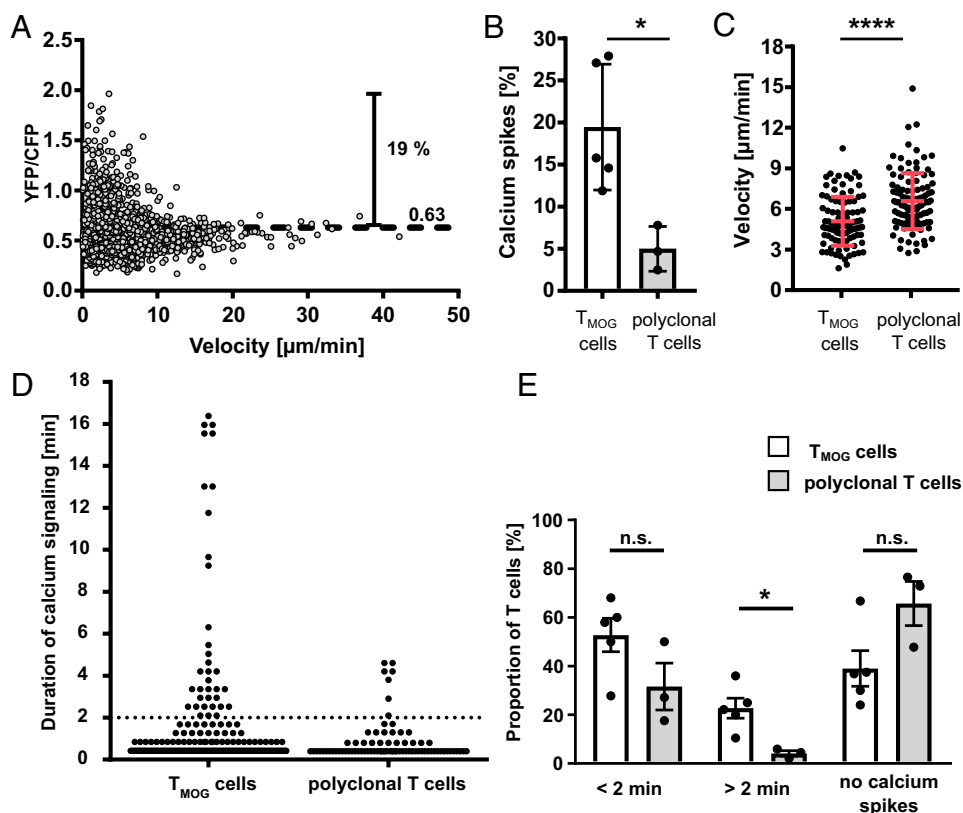 A
YFP/CFP
2.5
2.0
1.5
1.0
0.5
0.0
19 %
0.63
0 10 20 30 40 50
Velocity [µm/min]
B
*
Calcium spikes [%]
30
25
20
15
10
5
0
TMOG cells
polyclonal T cells
C
****
Velocity [µm/min]
18
15
12
9
6
3
0
TMOG cells
polyclonal T cells
D
Duration of calcium signaling [min]
18
16
14
12
10
8
6
4
2
0
TMOG cells
polyclonal T cells
E
TMOG cells
polyclonal T cells
Proportion of T cells [%]
100
80
60
40
20
0
n.s.
*
n.s.
< 2 min
> 2 min
no calcium
spikes